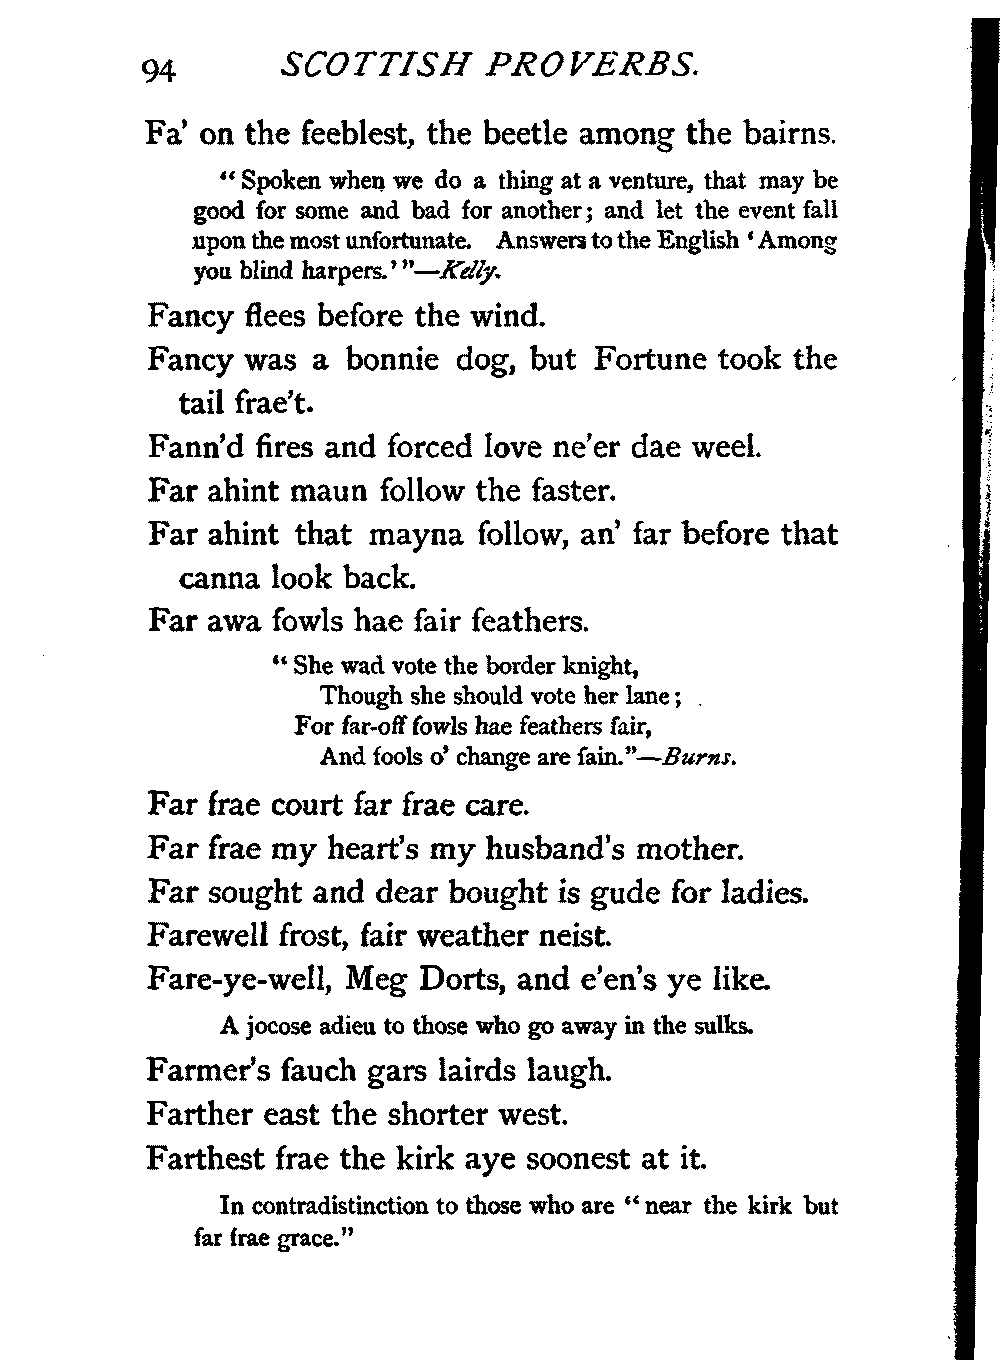 94 SCOTTISH PROVERBS.
Fa' on the feeblest, the beetle among the bairns.
"Spoken when we do a thing at a venture, that may be
good for some and bad for another; and let the event fall
upon the most unfortunate. Answers to the English 'Among
you blind harpers.'"—Kelly.
Fancy flees before the wind.
Fancy was a bonnie dog, but Fortune took the
tail frae't.
Fann'd fires and forced love ne'er dae weel.
Far ahint maun follow the faster.
Far ahint that mayna follow, an' far before that
canna look back.
Far awa fowls hae fair feathers.
"She wad vote the border knight,
Though she should vote her lane;
For far-off fowls hae feathers fair,
And fools o' change are fain."—Burns.
Far frae court far frae care.
Far frae my heart's my husband's mother.
Far sought and dear bought is gude for ladies.
Farewell frost, fair weather neist.
Fare-ye-well, Meg Dorts, and e'en's ye like.
A jocose adieu to those who go away in the sulks.
Farmer's fauch gars lairds laugh.
Farther east the shorter west.
Farthest frae the kirk aye soonest at it.
In contradistinction to those who are "near the kirk but
far frae grace."